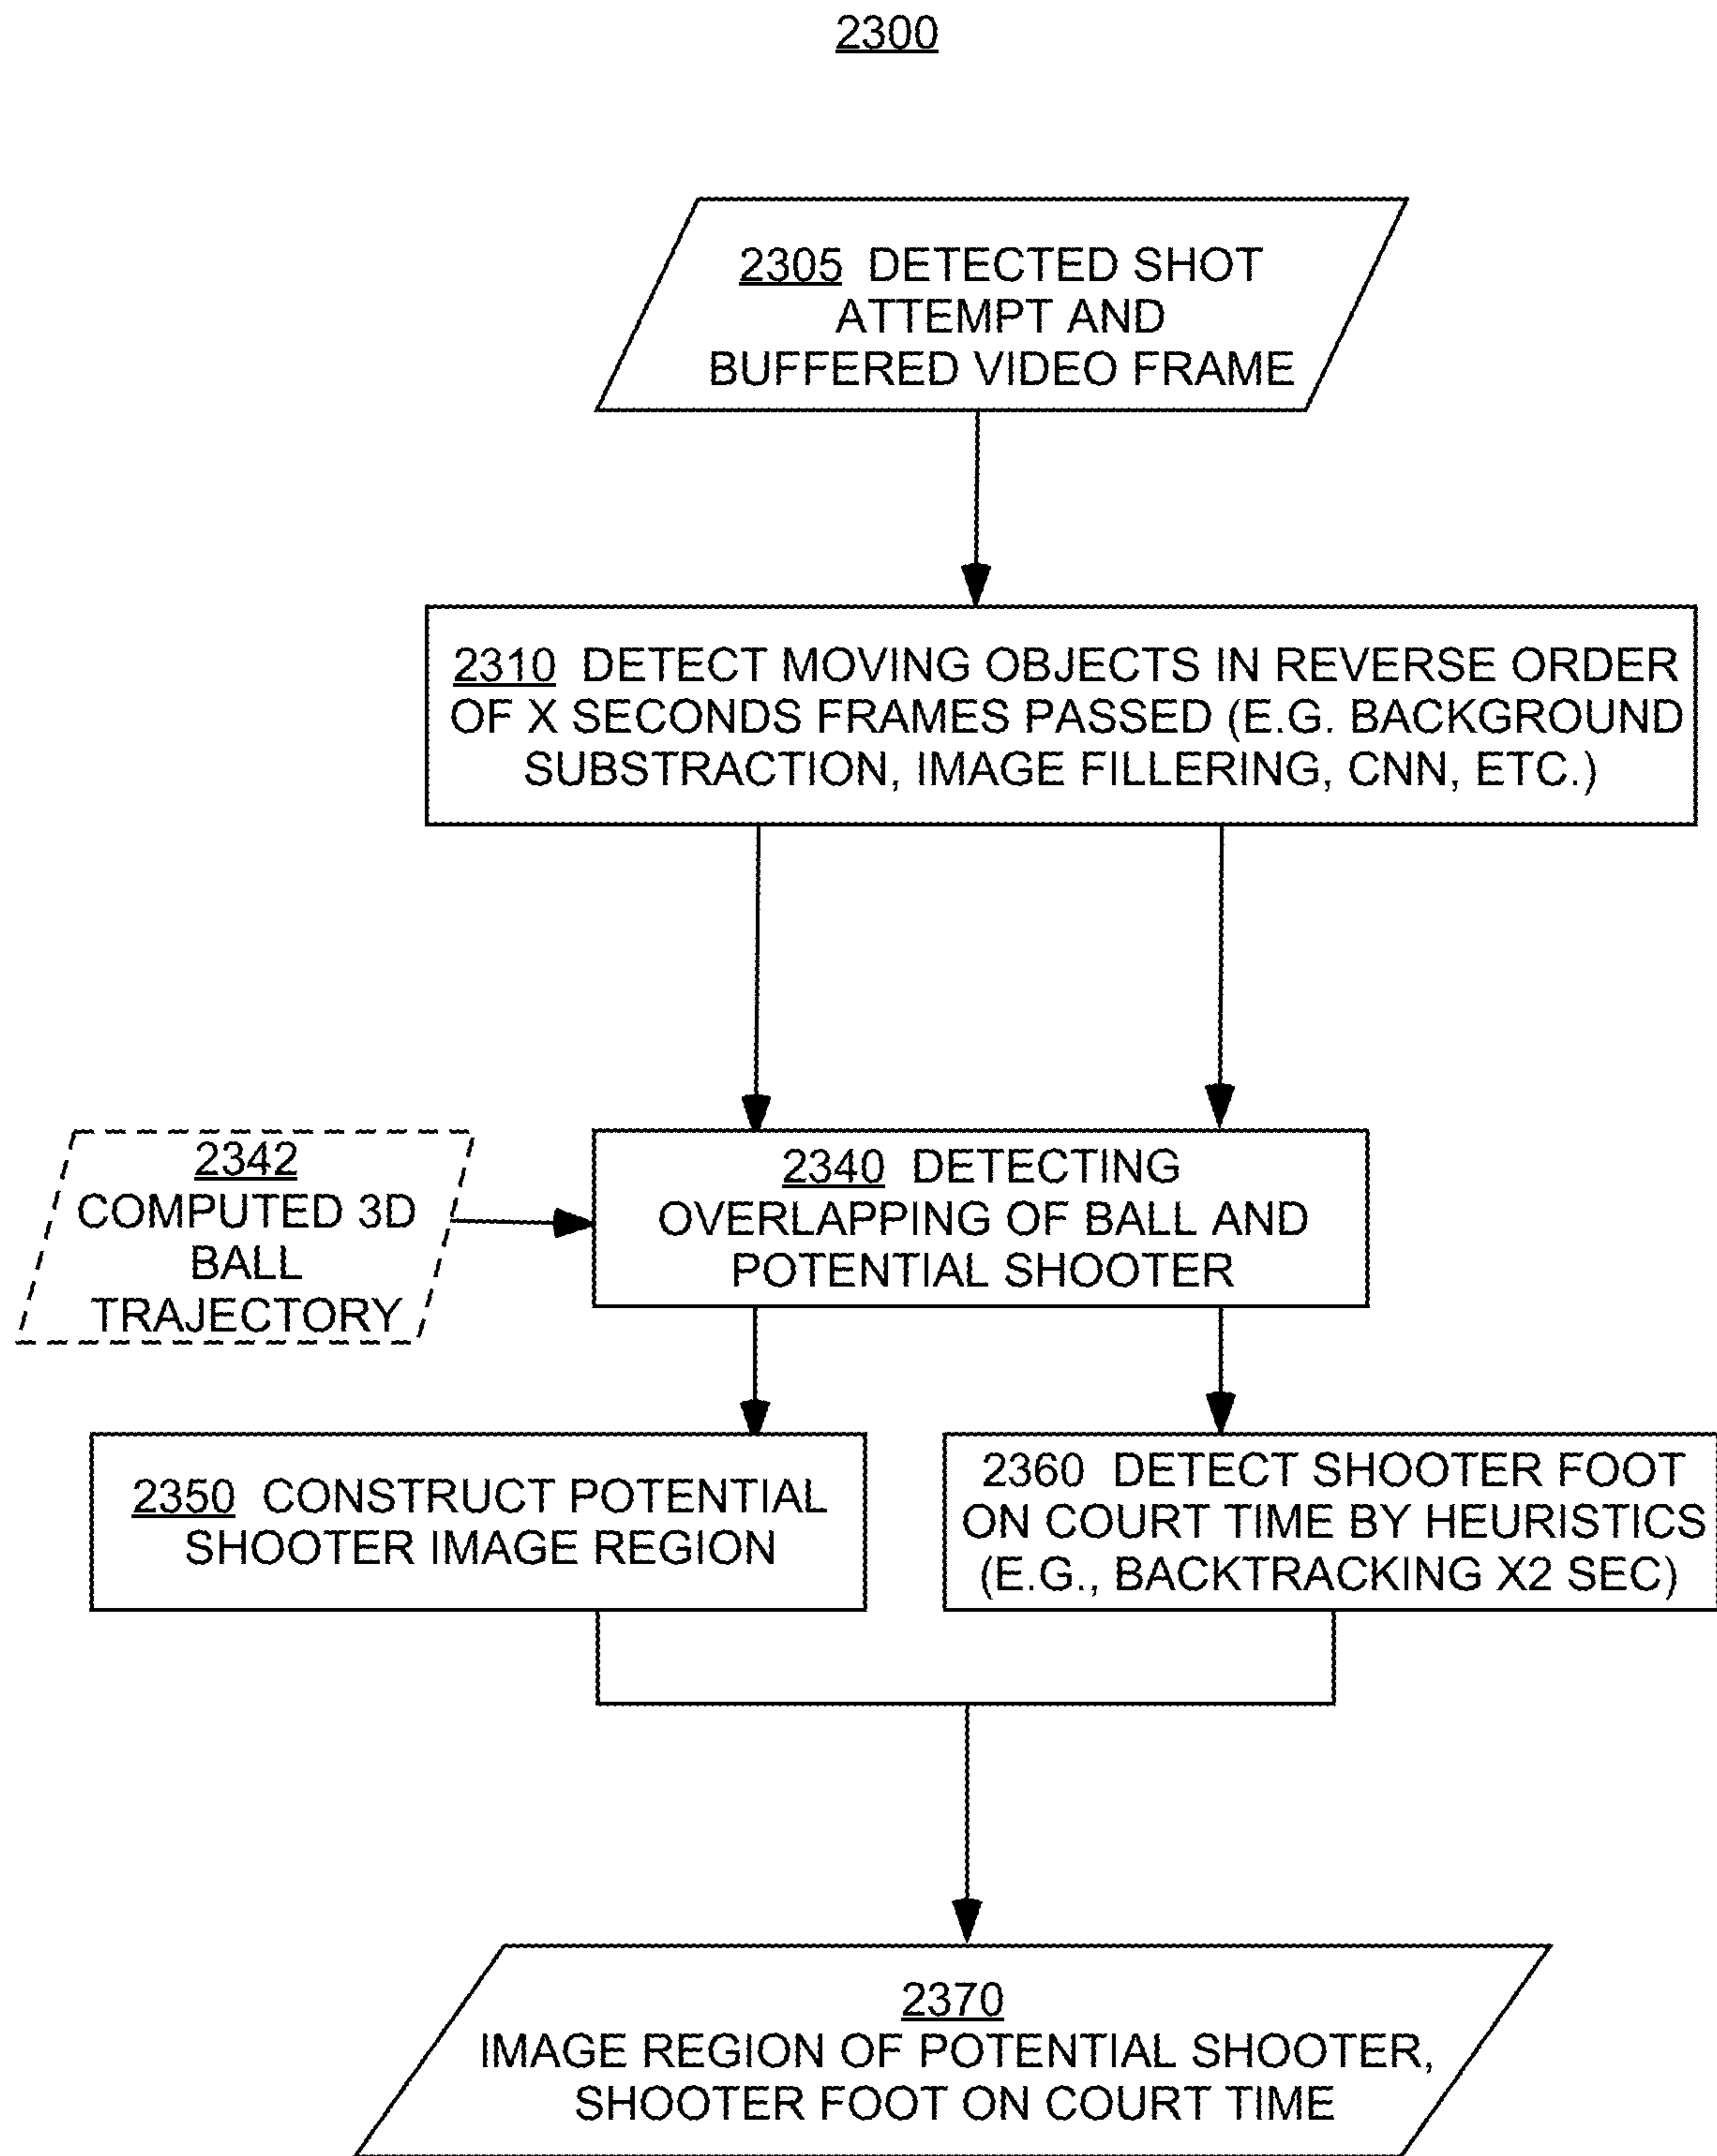 2300
2305 DETECTED SHOT
ATTEMPT AND
BUFFERED VIDEO FRAME
2310 DETECT MOVING OBJECTS IN REVERSE ORDER
OF X SECONDS FRAMES PASSED (E.G. BACKGROUND
SUBSTRACTION, IMAGE FILLERING, CNN, ETC.)
2342
COMPUTED 3D
BALL
TRAJECTORY
2340 DETECTING
OVERLAPPING OF BALL AND
POTENTIAL SHOOTER
2350 CONSTRUCT POTENTIAL
SHOOTER IMAGE REGION
2360 DETECT SHOOTER FOOT
ON COURT TIME BY HEURISTICS
(E.G., BACKTRACKING X2 SEC)
2370
IMAGE REGION OF POTENTIAL SHOOTER,
SHOOTER FOOT ON COURT TIME